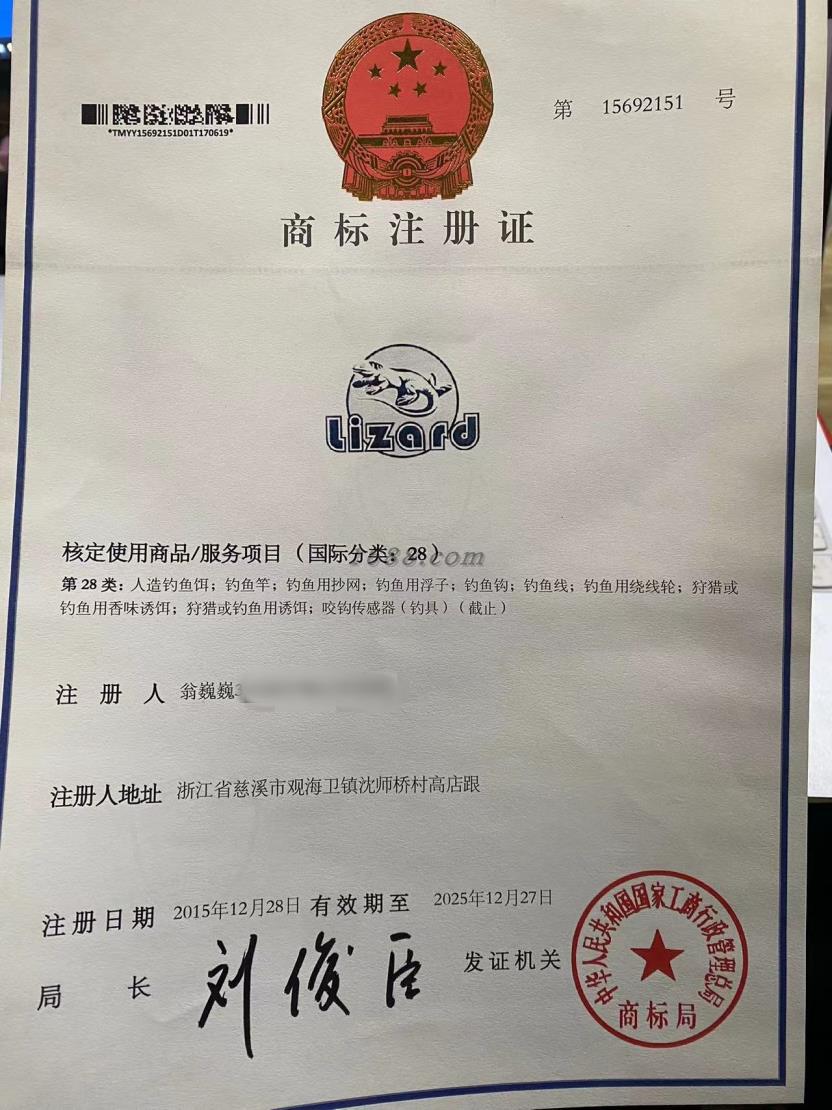 第 15692151 号
*TMYY15692151D01T170619*
商标注册证
Lizard
核定使用商品/服务项目（国际分类：28）
1688.com
第 28 类：人造钓鱼饵；钓鱼竿；钓鱼用抄网；钓鱼用浮子；钓鱼钩；钓鱼线；钓鱼用绕线轮；狩猎或
钓鱼用香味诱饵；狩猎或钓鱼用诱饵；咬钩传感器（钓具）（截止）
注册人 翁巍巍3
注册人地址 浙江省慈溪市观海卫镇沈师桥村高店跟
注册日期 2015年12月28日 有效期至 2025年12月27日
局长 刘俊臣 发证机关
中华人民共和国国家工商行政管理总局
商标局